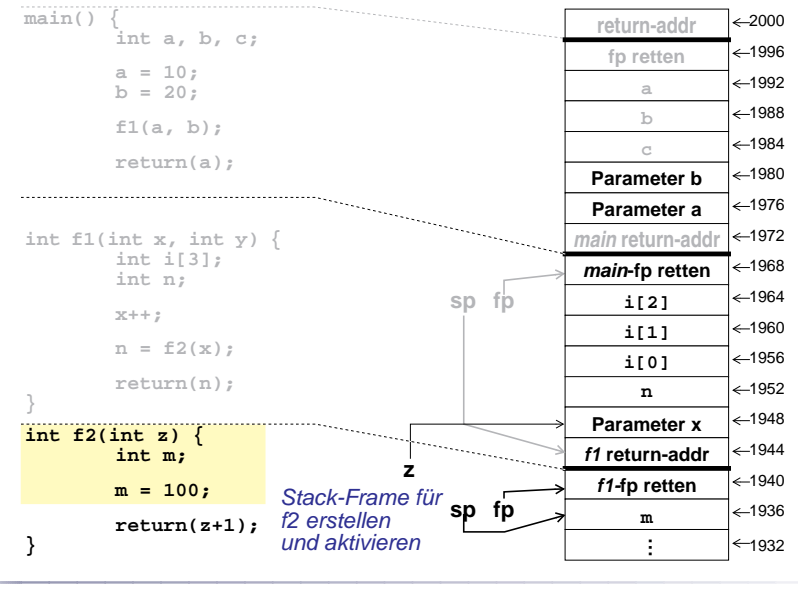 main() {
int a, b, c;
a = 10;
b = 20;
f1(a, b);
return(a);
int f1(int x, int y) {
int i[3];
int n;
x++;
n = f2(x);
return(n);
}
int f2(int z) {
int m;
m = 100;
return(z+1);
}
Stack-Frame für
f2 erstellen
und aktivieren
sp fp
z
sp fp
return-addr ←2000
fp retten ←1996
a ←1992
b ←1988
c ←1984
Parameter b ←1980
Parameter a ←1976
main return-addr ←1972
main-fp retten ←1968
i[2] ←1964
i[1] ←1960
i[0] ←1956
n ←1952
Parameter x ←1948
f1 return-addr ←1944
f1-fp retten ←1940
m ←1936
⋮ ←1932